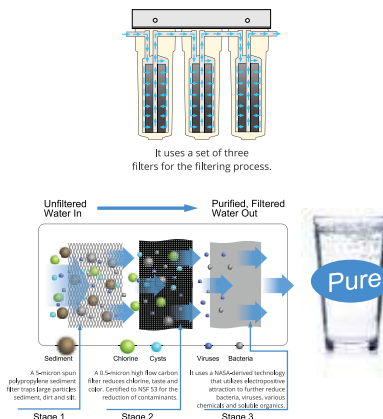 It uses a set of three
filters for the filtering process.
Unfiltered
Water In
Purified, Filtered
Water Out
Pure
Sediment
Chlorine
Cysts
Viruses
Bacteria
A 5-micron spun
polypropylene sediment
filter traps large particles
sediment, dirt and silt.
A 0.5-micron high flow carbon
filter reduces chlorine, taste and
color. Certified to NSF 53 for the
reduction of contaminants.
It uses a NASA-derived technology
that utilizes electropositive
attraction to further reduce
bacteria, viruses, various
chemicals and soluble organics.
Stage 1
Stage 2
Stage 3